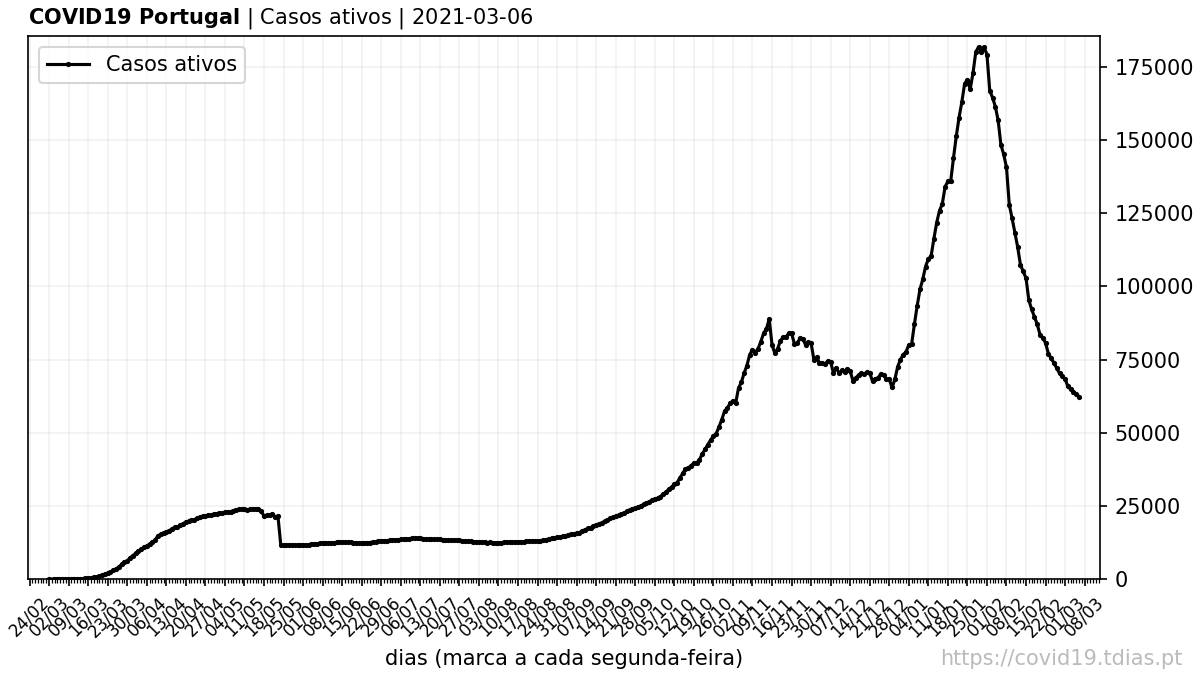 COVID19 Portugal | Casos ativos | 2021-03-06
Casos ativos
175000
150000
125000
100000
75000
50000
25000
0
24/02 02/03 09/03 16/03 23/03 30/03 06/04 13/04 20/04 27/04 04/05 11/05 18/05 25/05 01/06 08/06 15/06 22/06 29/06 06/07 13/07 20/07 27/07 03/08 10/08 17/08 24/08 31/08 07/09 14/09 21/09 28/09 05/10 12/10 19/10 26/10 02/11 09/11 16/11 23/11 30/11 07/12 14/12 21/12 28/12 04/01 11/01 18/01 25/01 01/02 08/02 15/02 22/02 01/03 08/03
dias (marca a cada segunda-feira)
https://covid19.tdias.pt